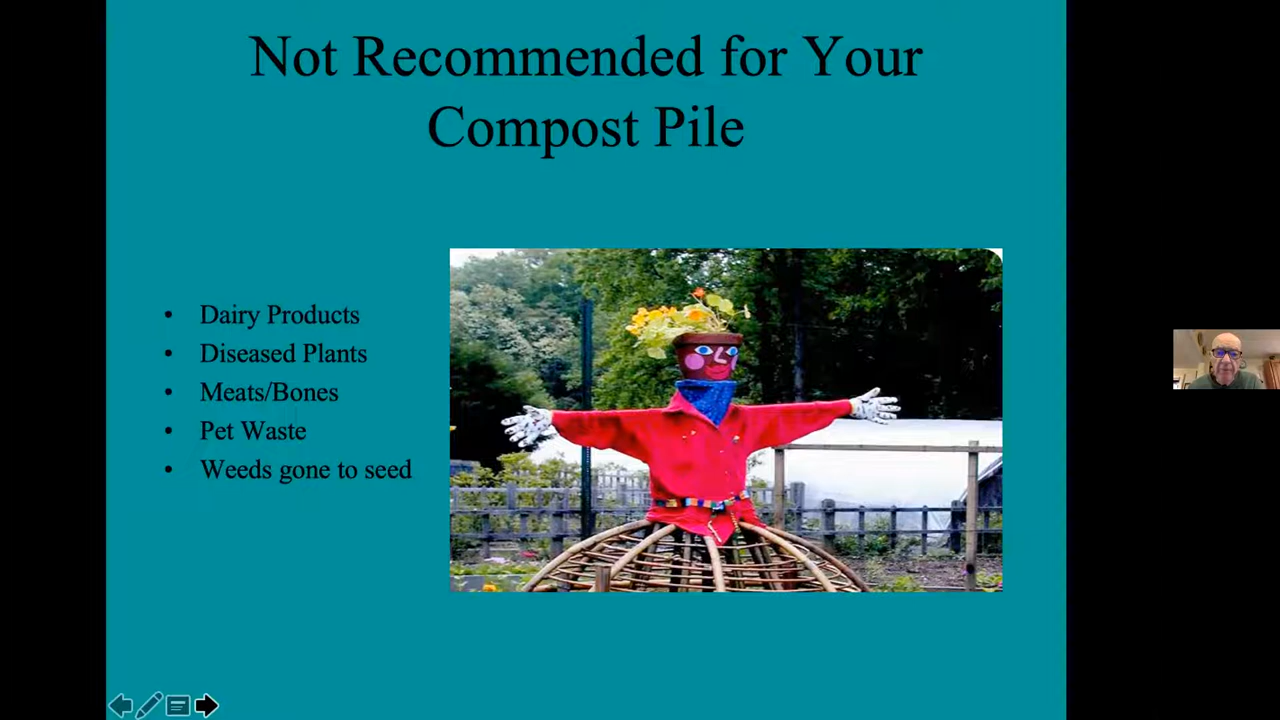 Not Recommended for Your
Compost Pile
• Dairy Products
• Diseased Plants
• Meats/Bones
• Pet Waste
• Weeds gone to seed